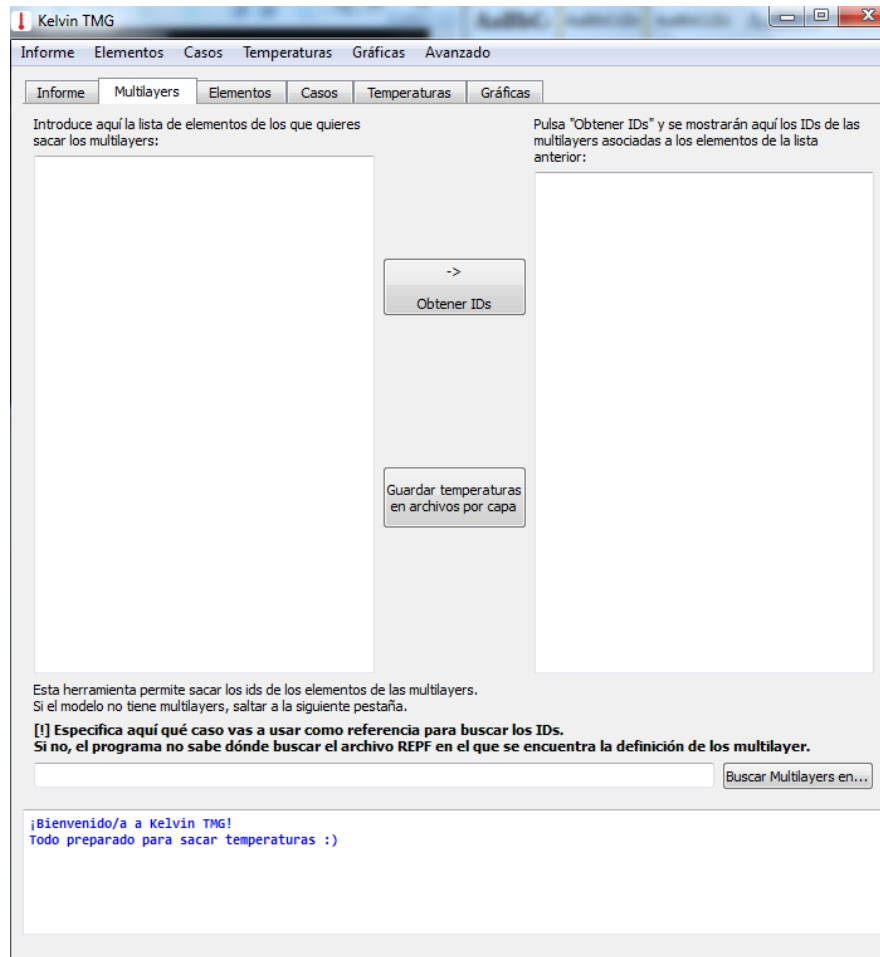 Kelvin TMG
Informe Elementos Casos Temperaturas Gráficas Avanzado
Informe Multilayers Elementos Casos Temperaturas Gráficas
Introduce aquí la lista de elementos de los que quieres
sacar los multilayers:
Pulsa "Obtener IDs" y se mostrarán aquí los IDs de las
multilayers asociadas a los elementos de la lista
anterior:
->
Obtener IDs
Guardar temperaturas
en archivos por capa
Esta herramienta permite sacar los ids de los elementos de las multilayers.
Si el modelo no tiene multilayers, saltar a la siguiente pestaña.
[!] Especifica aquí qué caso vas a usar como referencia para buscar los IDs.
Si no, el programa no sabe dónde buscar el archivo REPF en el que se encuentra la definición de los multilayer.
Buscar Multilayers en...
¡Bienvenido/a a Kelvin TMG!
Todo preparado para sacar temperaturas :)